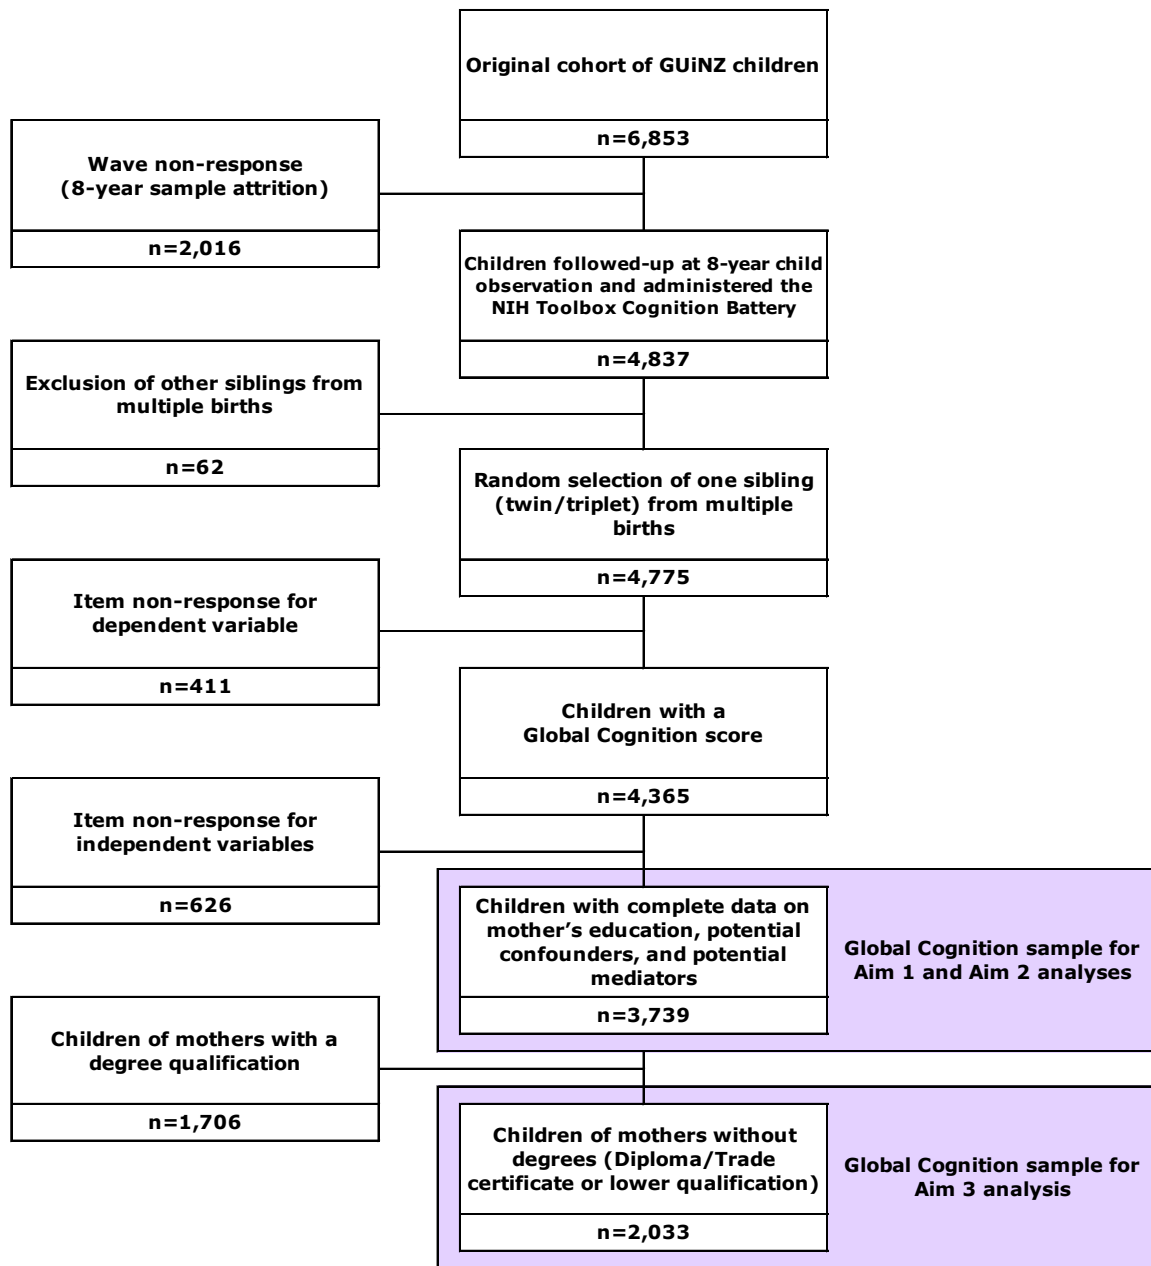 Original cohort of GUiNZ children
n=6,853
Wave non-response
(8-year sample attrition)
n=2,016
Children followed-up at 8-year child
observation and administered the
NIH Toolbox Cognition Battery
n=4,837
Exclusion of other siblings from
multiple births
n=62
Random selection of one sibling
(twin/triplet) from multiple
births
n=4,775
Item non-response for
dependent variable
n=411
Children with a
Global Cognition score
n=4,365
Item non-response for
independent variables
n=626
Children with complete data on
mother’s education, potential
confounders, and potential
mediators
n=3,739
Global Cognition sample for
Aim 1 and Aim 2 analyses
Children of mothers with a
degree qualification
n=1,706
Children of mothers without
degrees (Diploma/Trade
certificate or lower qualification)
n=2,033
Global Cognition sample for
Aim 3 analysis